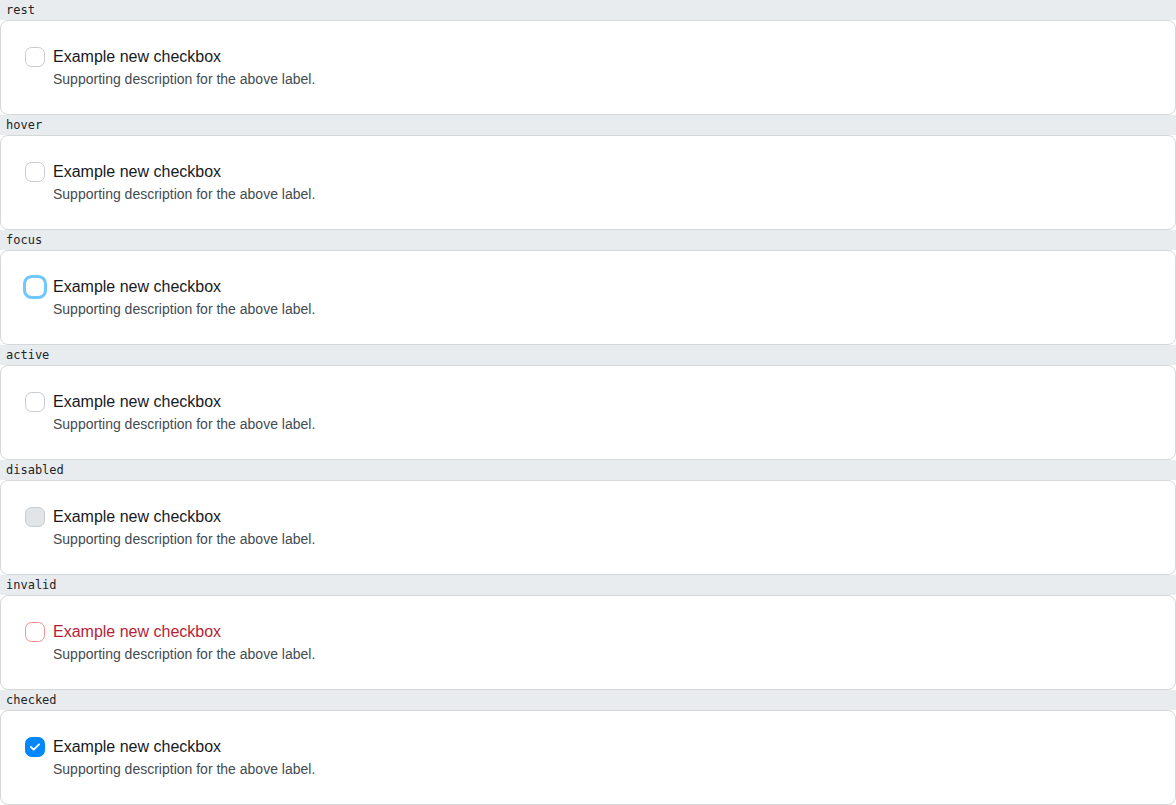 rest
Example new checkbox
Supporting description for the above label.
hover
Example new checkbox
Supporting description for the above label.
focus
Example new checkbox
Supporting description for the above label.
active
Example new checkbox
Supporting description for the above label.
disabled
Example new checkbox
Supporting description for the above label.
invalid
Example new checkbox
Supporting description for the above label.
checked
Example new checkbox
Supporting description for the above label.